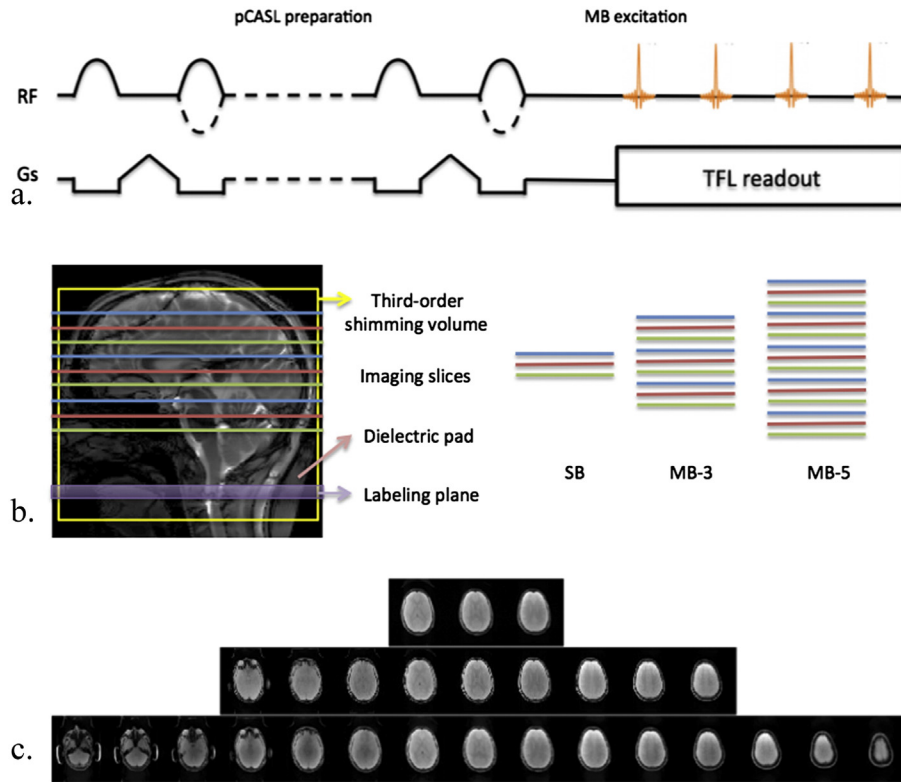 pCASL preparation
MB excitation
RF
Gs
TFL readout
a.
Third-order
shimming volume
Imaging slices
Dielectric pad
Labeling plane
SB
MB-3
MB-5
b.
c.